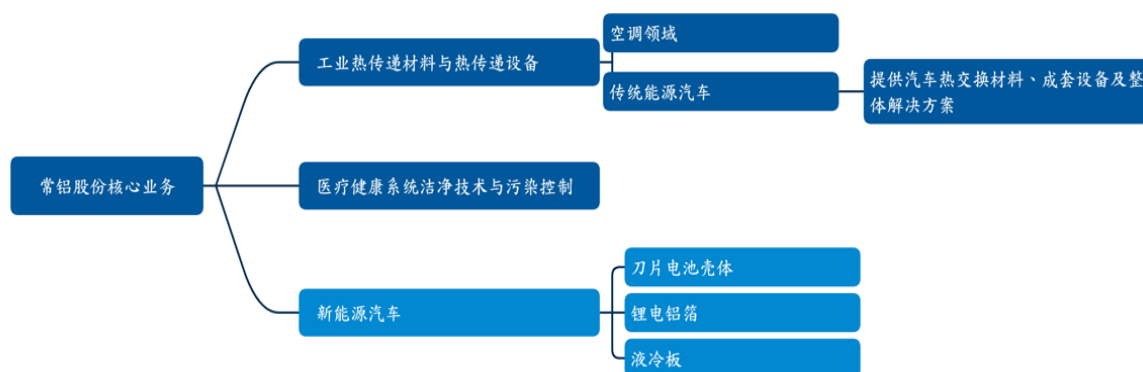 空调领域
工业热传递材料与热传递设备
传统能源汽车
提供汽车热交换材料、成套设备及整
体解决方案
常铝股份核心业务
医疗健康系统洁净技术与污染控制
刀片电池壳体
新能源汽车
锂电铝箔
液冷板